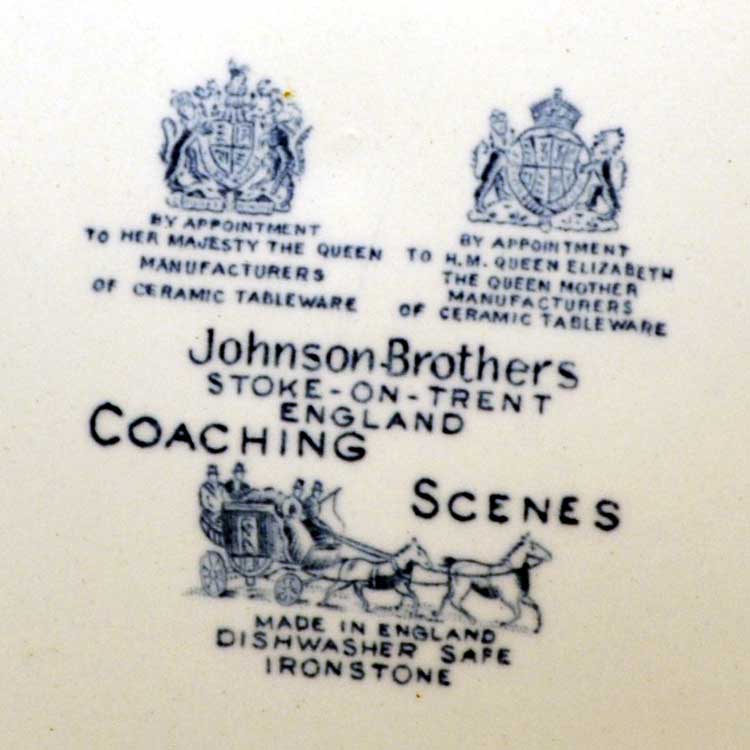 BY APPOINTMENT
TO HER MAJESTY THE QUEEN
MANUFACTURERS
OF CERAMIC TABLEWARE
BY APPOINTMENT
TO H.M. QUEEN ELIZABETH
THE QUEEN MOTHER
MANUFACTURERS
OF CERAMIC TABLEWARE
Johnson Brothers
STOKE-ON-TRENT
ENGLAND
COACHING
SCENES
MADE IN ENGLAND
DISHWASHER SAFE
IRONSTONE